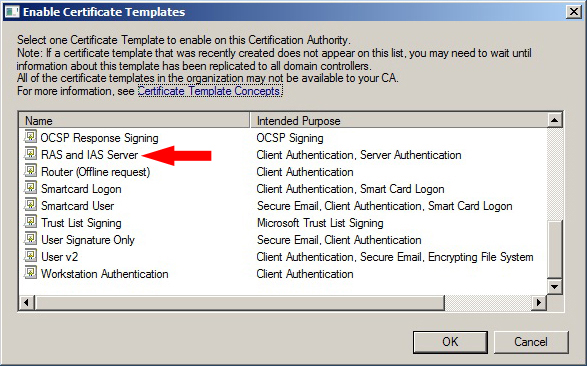 Enable Certificate Templates
Select one Certificate Template to enable on this Certification Authority.
Note: If a certificate template that was recently created does not appear on this list, you may need to wait until
information about this template has been replicated to all domain controllers.
All of the certificate templates in the organization may not be available to your CA.
For more information, see Certificate Template Concepts.
Name Intended Purpose
OCSP Response Signing OCSP Signing
RAS and IAS Server Client Authentication, Server Authentication
Router (Offline request) Client Authentication
Smartcard Logon Client Authentication, Smart Card Logon
Smartcard User Secure Email, Client Authentication, Smart Card Logon
Trust List Signing Microsoft Trust List Signing
User Signature Only Secure Email, Client Authentication
User v2 Client Authentication, Secure Email, Encrypting File System
Workstation Authentication Client Authentication
OK Cancel